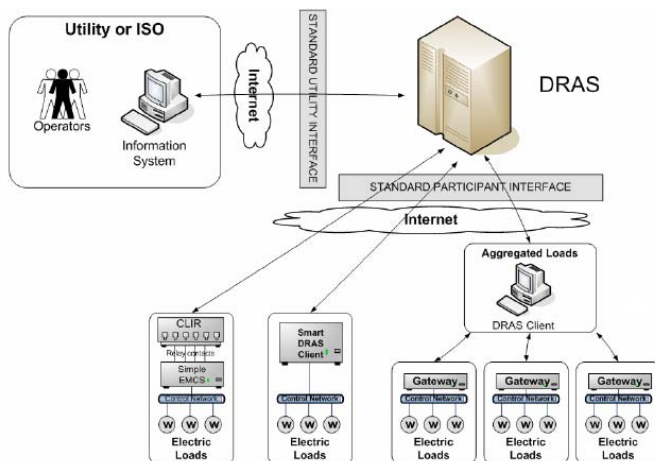 Utility or ISO
Operators
Information
System
Internet
STANDARD UTILITY INTERFACE
DRAS
STANDARD PARTICIPANT INTERFACE
Internet
Aggregated Loads
DRAS Client
CLIR
Relay contacts
Simple
EMCS
Control Network
W W W
Electric
Loads
Smart
DRAS
Client
Control Network
W W W
Electric
Loads
Gateway
Control Network
W W W
Electric
Loads
Gateway
Control Network
W W W
Electric
Loads
Gateway
Control Network
W W W
Electric
Loads